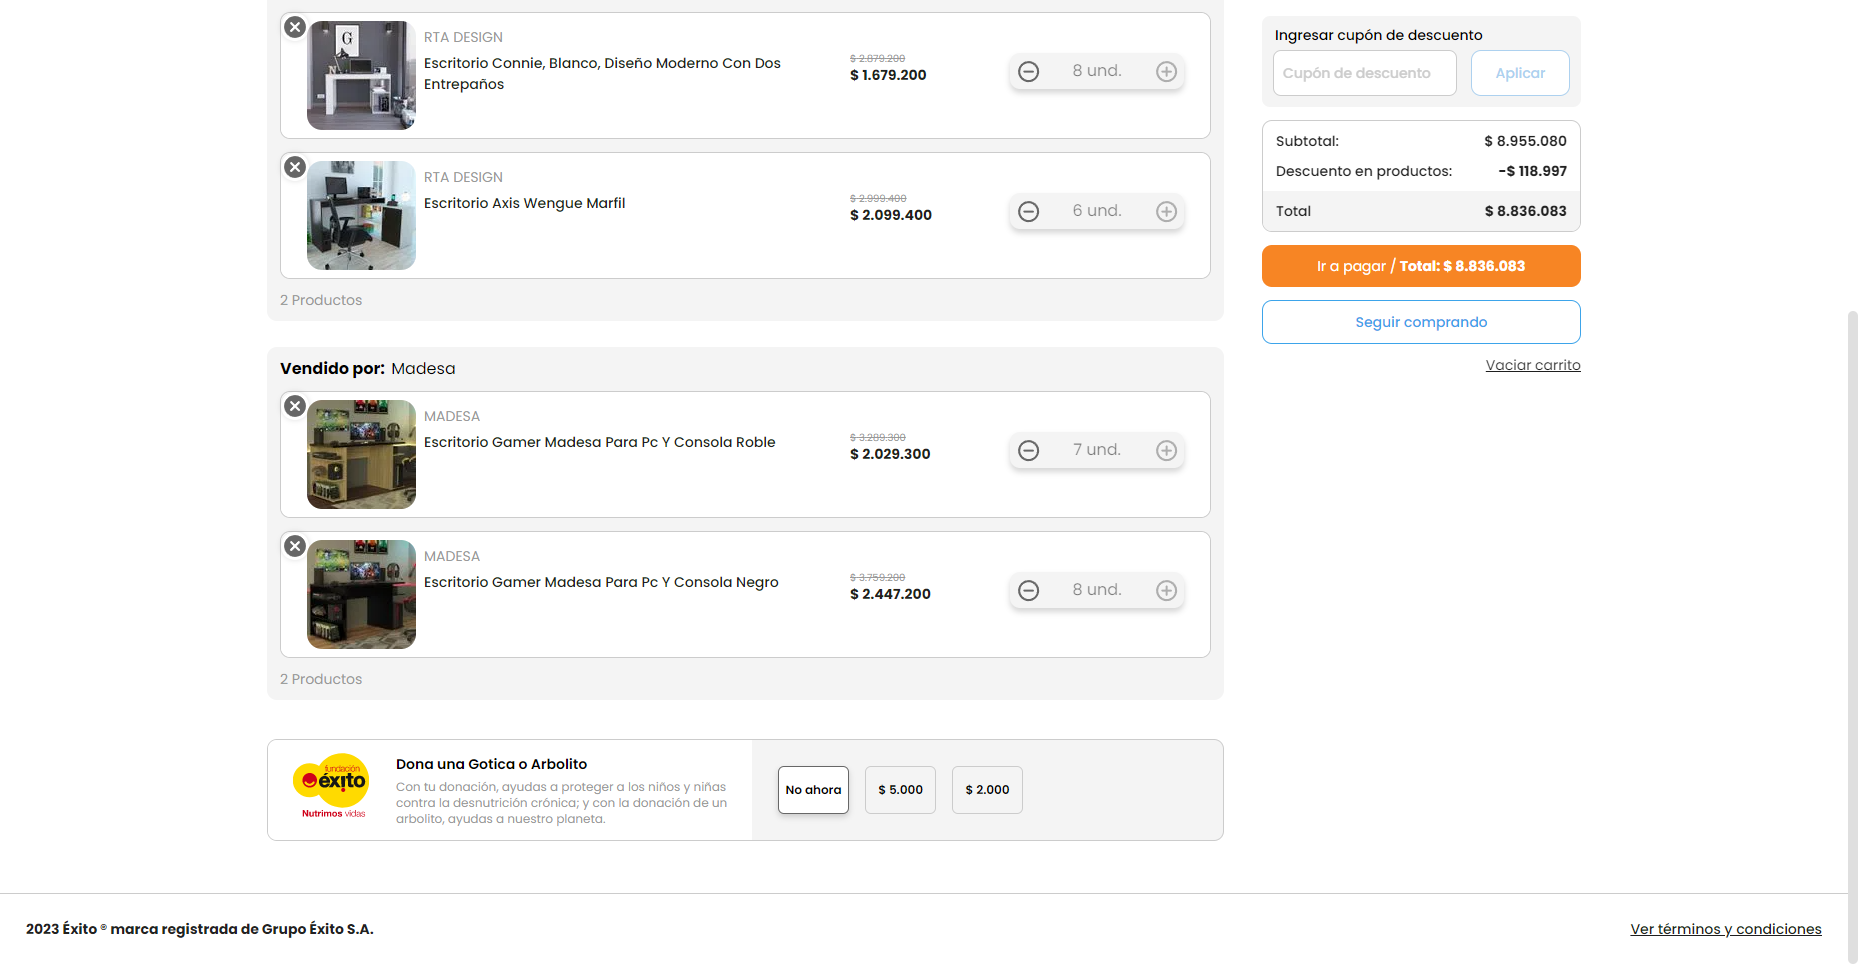 RTA DESIGN
Escritorio Connie, Blanco, Diseño Moderno Con Dos
Entrepaños
$ 2.879.200
$ 1.679.200
8 und.
RTA DESIGN
Escritorio Axis Wengue Marfil
$ 2.999.400
$ 2.099.400
6 und.
2 Productos
Vendido por: Madesa
MADESA
Escritorio Gamer Madesa Para Pc Y Consola Roble
$ 3.289.300
$ 2.029.300
7 und.
MADESA
Escritorio Gamer Madesa Para Pc Y Consola Negro
$ 3.759.200
$ 2.447.200
8 und.
2 Productos
fundación
éxito
Nutrimos vidas
Dona una Gotica o Arbolito
Con tu donación, ayudas a proteger a los niños y niñas
contra la desnutrición crónica; y con la donación de un
arbolito, ayudas a nuestro planeta.
No ahora
$ 5.000
$ 2.000
Ingresar cupón de descuento
Cupón de descuento
Aplicar
Subtotal: $ 8.955.080
Descuento en productos: -$ 118.997
Total $ 8.836.083
Ir a pagar / Total: $ 8.836.083
Seguir comprando
Vaciar carrito
2023 Éxito ® marca registrada de Grupo Éxito S.A.
Ver términos y condiciones
G